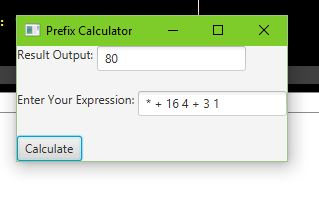 Prefix Calculator
Result Output: 80
Enter Your Expression: * + 16 4 + 3 1
Calculate